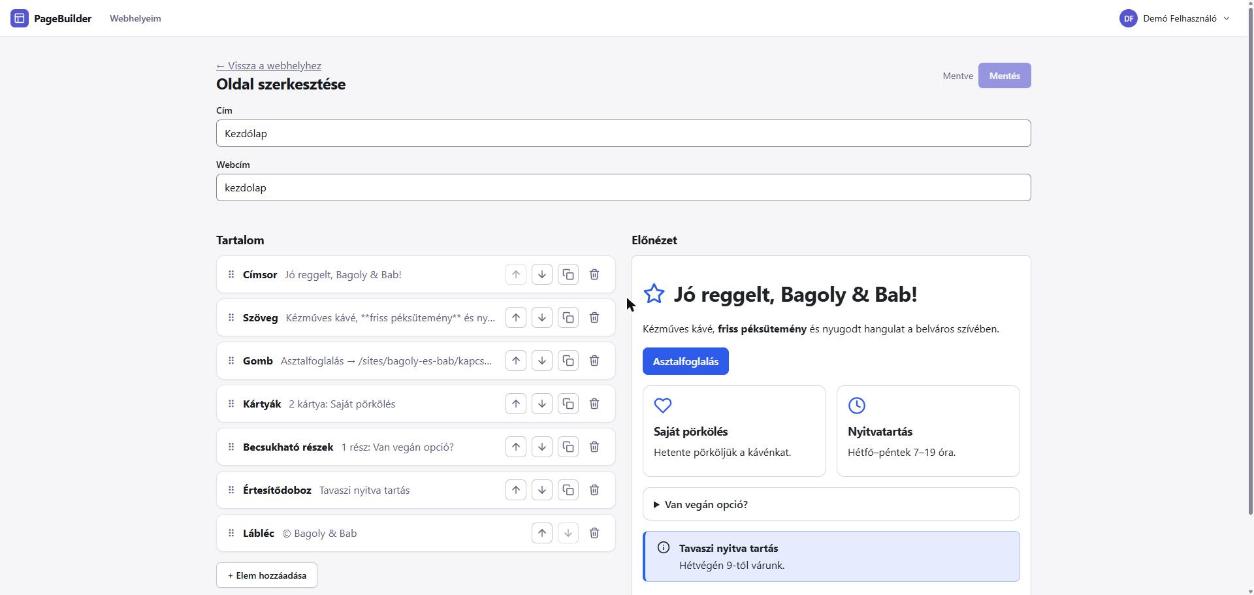 PageBuilder
Webhelyeim
DF
Demó Felhasználó
← Vissza a webhelyhez
Oldal szerkesztése
Mentve
Mentés
Cím
Kezdőlap
Webcím
kezdolap
Tartalom
Címsor Jó reggelt, Bagoly & Bab!
Szöveg Kézműves kávé, **friss péksütemény** és ny...
Gomb Asztalfoglalás → /sites/bagoly-es-bab/kapcs...
Kártyák 2 kártya: Saját pörkölés
Becsukható részek 1 rész: Van vegán opció?
Értesítődoboz Tavaszi nyitva tartás
Lábléc © Bagoly & Bab
+ Elem hozzáadása
Előnézet
Jó reggelt, Bagoly & Bab!
Kézműves kávé, friss péksütemény és nyugodt hangulat a belváros szívében.
Asztalfoglalás
Saját pörkölés
Hetente pörköljük a kávénkat.
Nyitvatartás
Hétfő–péntek 7–19 óra.
Van vegán opció?
Tavaszi nyitva tartás
Hétvégén 9-től várunk.